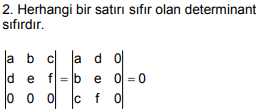 2. Herhangi bir satırı sıfır olan determinant
sıfırdır.
|a b c| |a d 0|
|d e f| = |b e 0| = 0
|0 0 0| |c f 0|